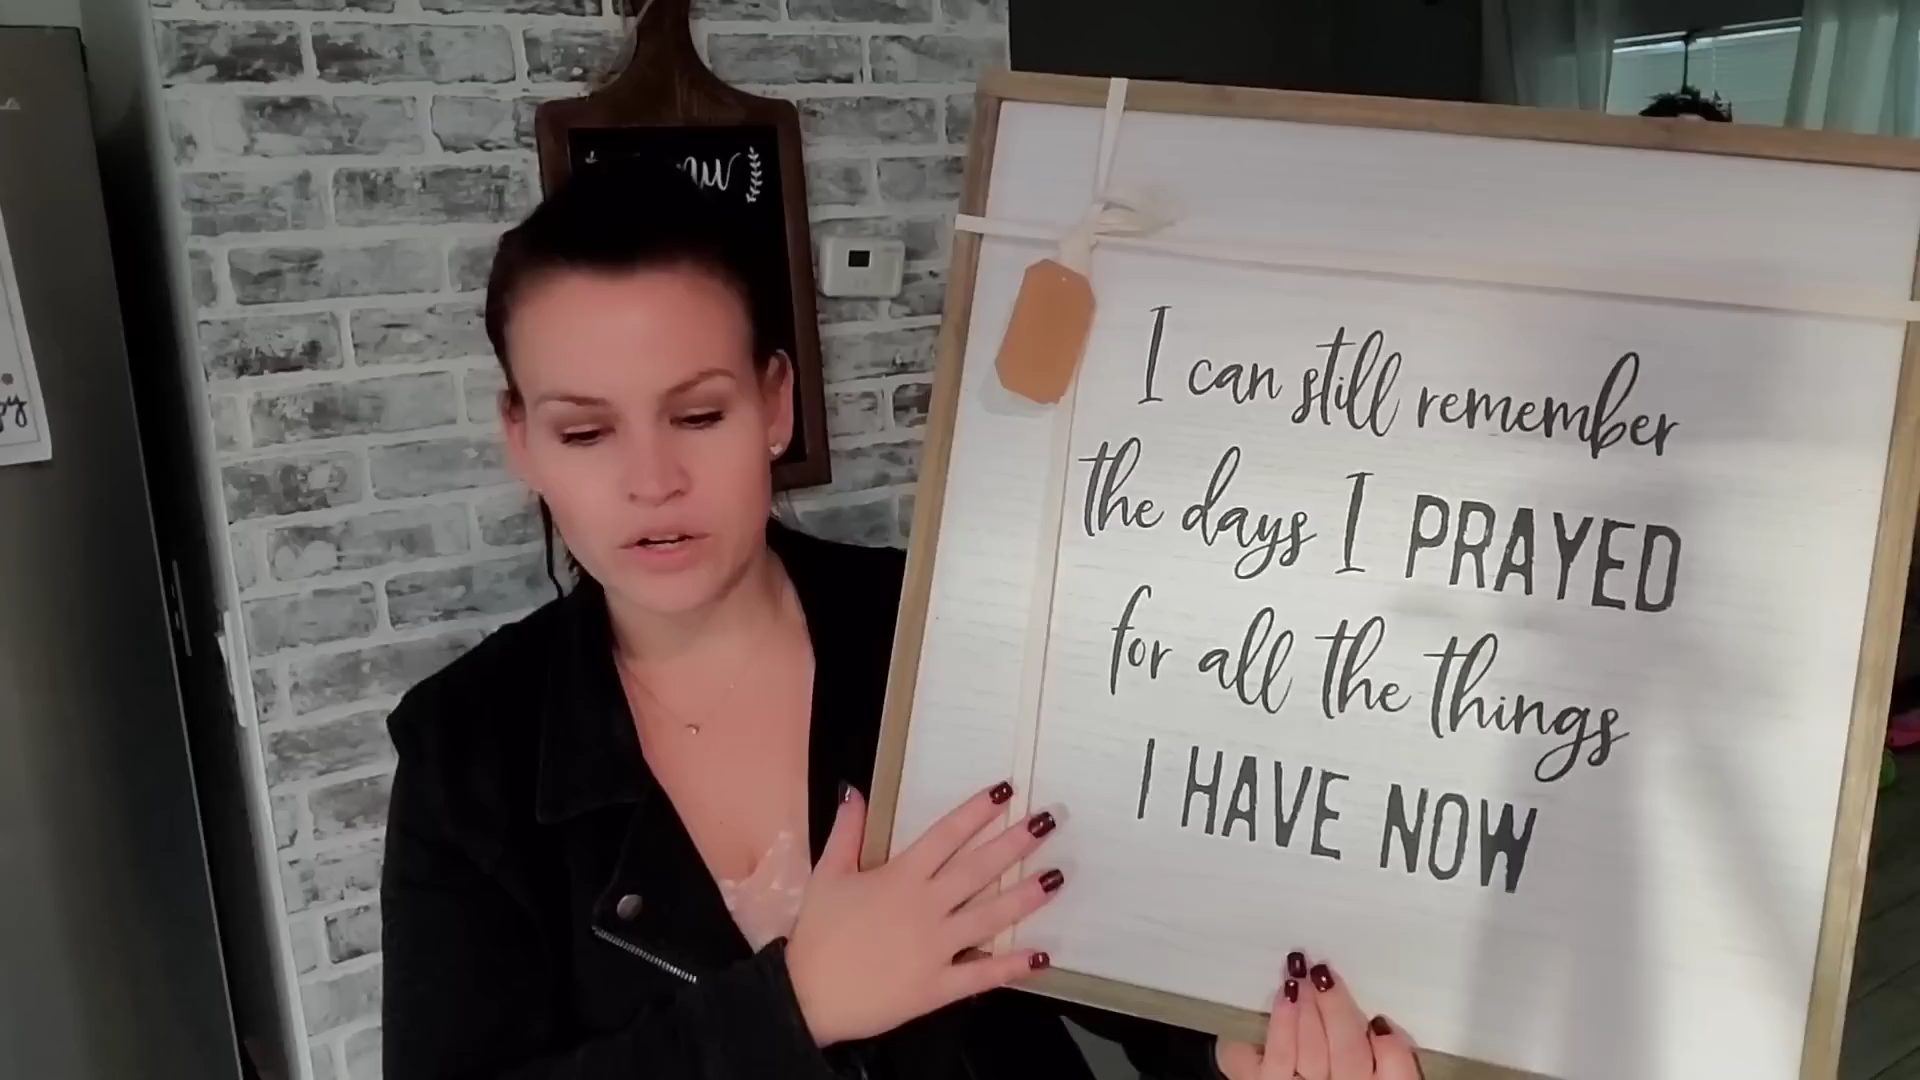 I can still remember
the days I PRAYED
for all the things
I HAVE NOW